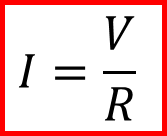 I = V/R